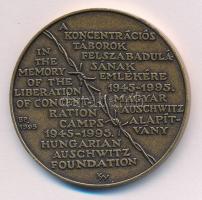 A
KONCENTRÁCIÓS
TÁBOROK
FELSZABADULÁ-
SÁNAK
EMLÉKÉRE
1945-1995.
MAGYAR
AUSCHWITZ
ALAPÍT-
VÁNY
IN
THE
MEMORY
OF THE
LIBERATION
OF CONCENT-
RATION
CAMPS
1945-1995.
HUNGARIAN
AUSCHWITZ
FOUNDATION
BP.
1995